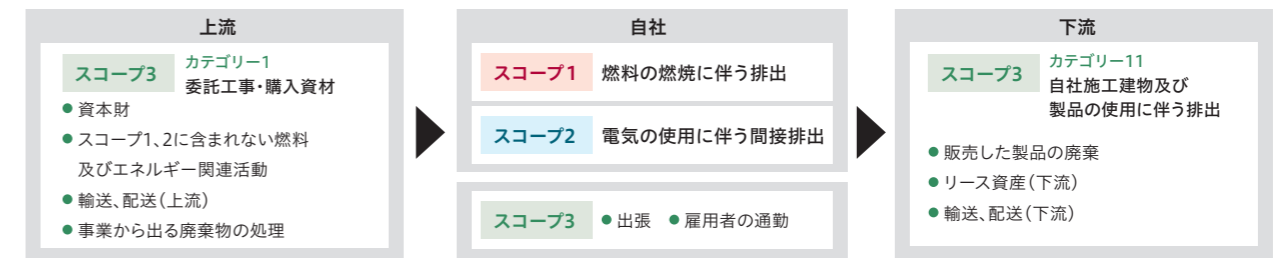 上流
スコープ3
カテゴリー1
委託工事・購入資材
●資本財
●スコープ1、2に含まれない燃料
及びエネルギー関連活動
●輸送、配送(上流)
●事業から出る廃棄物の処理
自社
スコープ1 燃料の燃焼に伴う排出
スコープ2 電気の使用に伴う間接排出
スコープ3 ●出張 ●雇用者の通勤
下流
スコープ3
カテゴリー11
自社施工建物及び
製品の使用に伴う排出
●販売した製品の廃棄
●リース資産(下流)
●輸送、配送(下流)